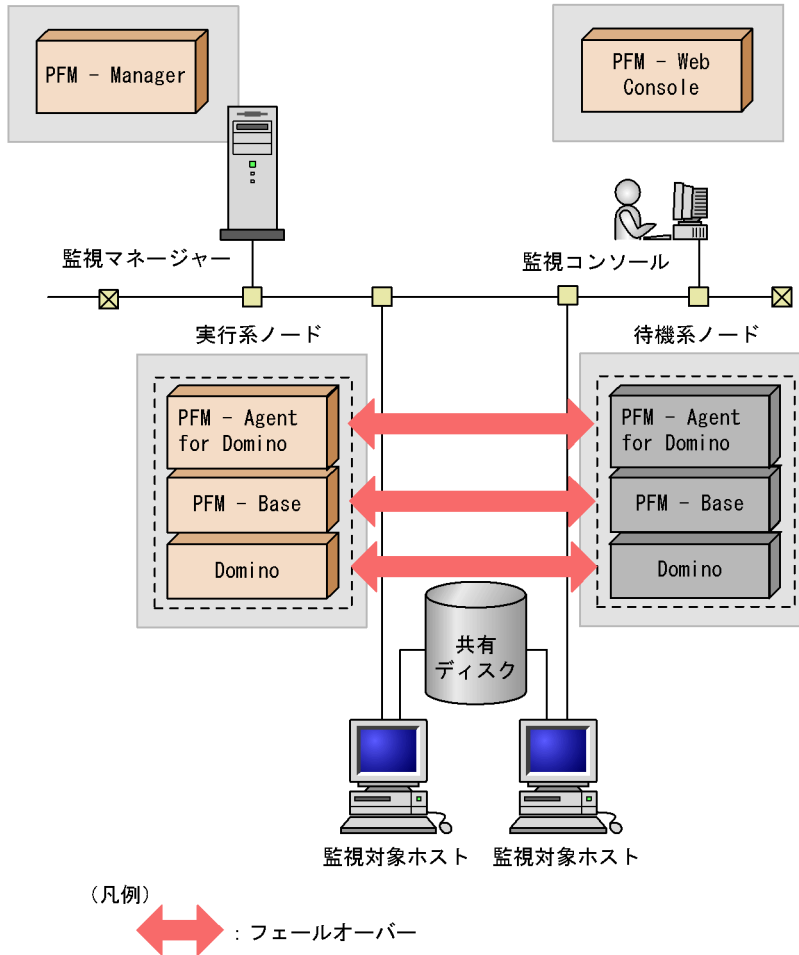 PFM - Manager
PFM - Web
Console
監視マネージャー
監視コンソール
実行系ノード
待機系ノード
PFM - Agent
for Domino
PFM - Base
Domino
PFM - Agent
for Domino
PFM - Base
Domino
共有
ディスク
監視対象ホスト
監視対象ホスト
(凡例)
: フェールオーバー